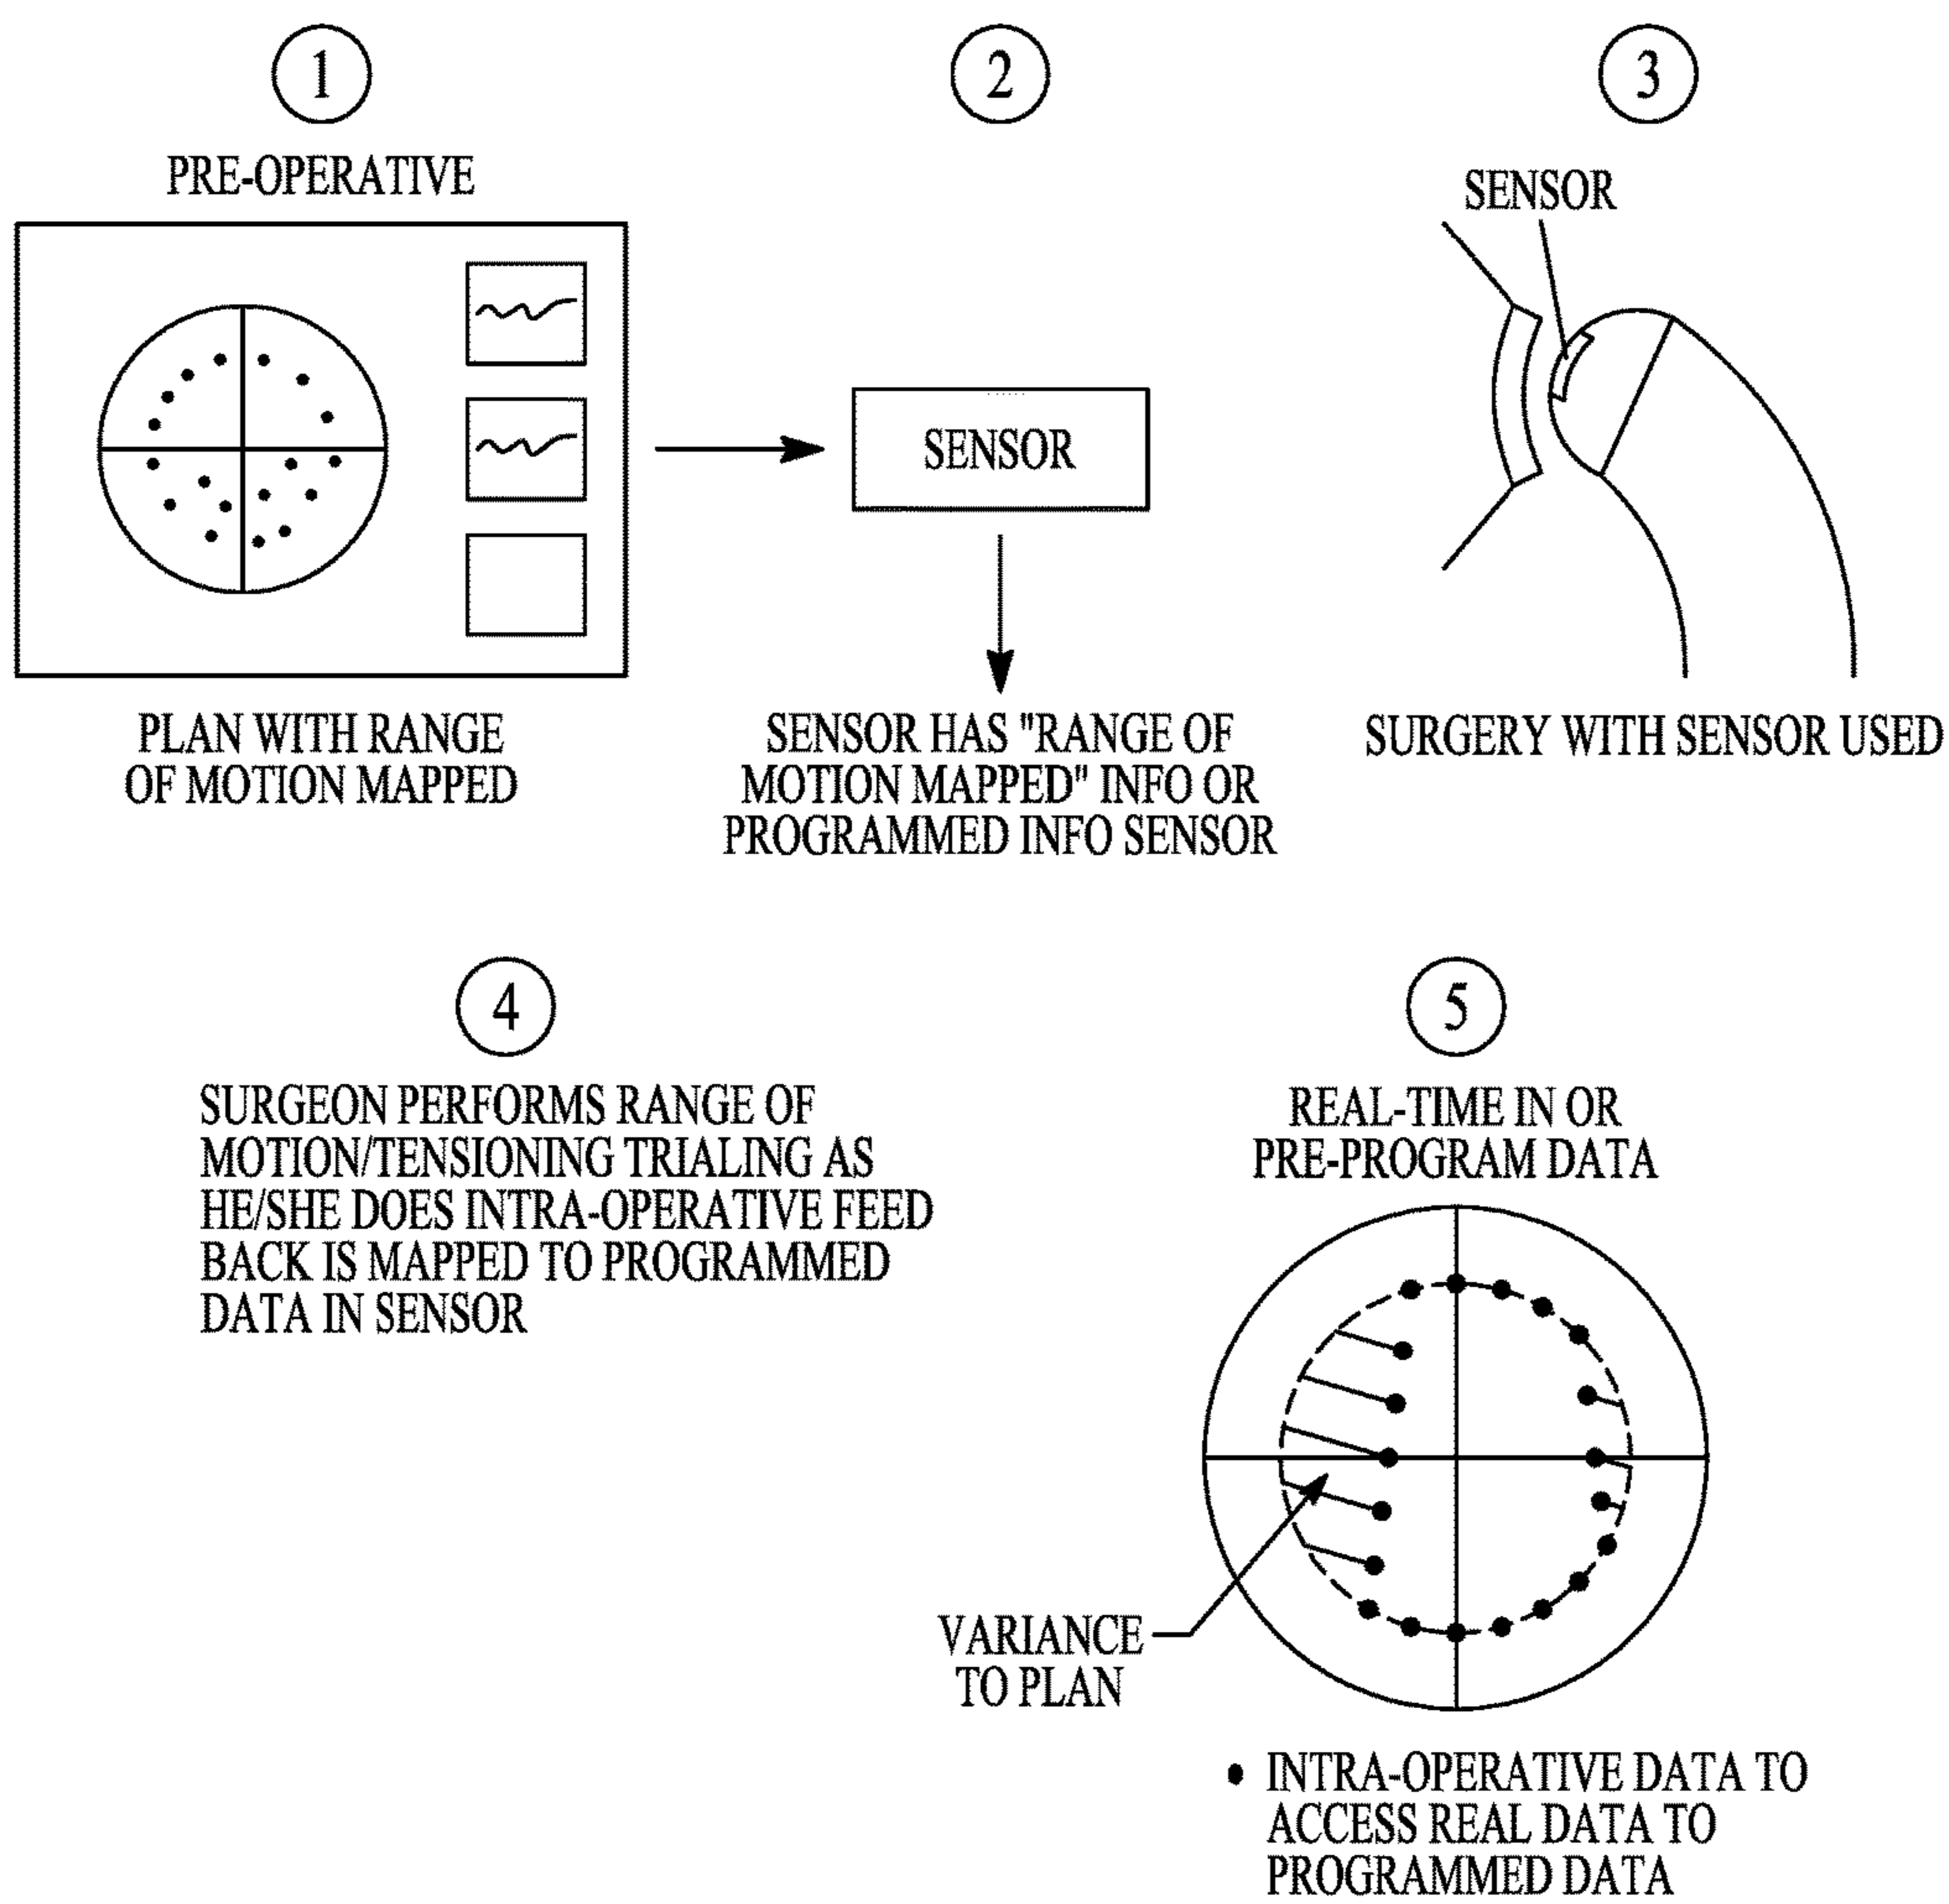 1
PRE-OPERATIVE
PLAN WITH RANGE
OF MOTION MAPPED
2
SENSOR
SENSOR HAS "RANGE OF
MOTION MAPPED" INFO OR
PROGRAMMED INFO SENSOR
3
SENSOR
SURGERY WITH SENSOR USED
4
SURGEON PERFORMS RANGE OF
MOTION/TENSIONING TRIALING AS
HE/SHE DOES INTRA-OPERATIVE FEED
BACK IS MAPPED TO PROGRAMMED
DATA IN SENSOR
5
REAL-TIME IN OR
PRE-PROGRAM DATA
VARIANCE
TO PLAN
• INTRA-OPERATIVE DATA TO
ACCESS REAL DATA TO
PROGRAMMED DATA